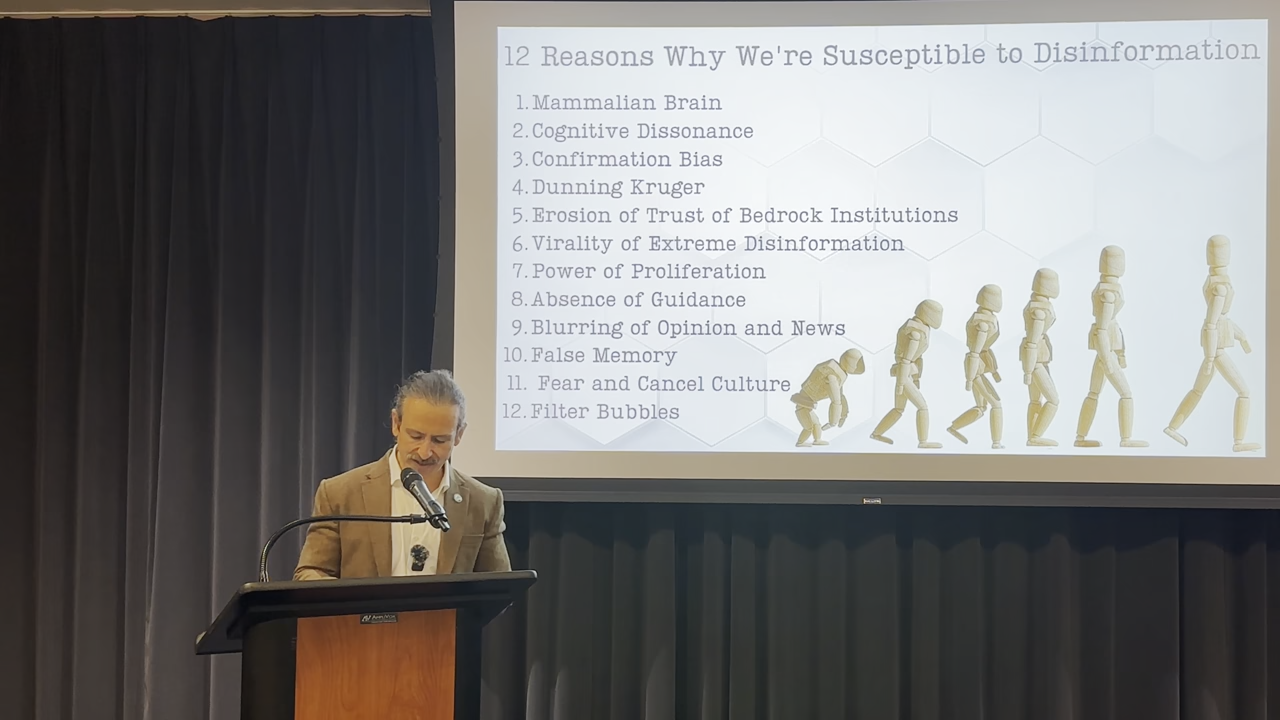 12 Reasons Why We're Susceptible to Disinformation
1. Mammalian Brain
2. Cognitive Dissonance
3. Confirmation Bias
4. Dunning Kruger
5. Erosion of Trust of Bedrock Institutions
6. Virality of Extreme Disinformation
7. Power of Proliferation
8. Absence of Guidance
9. Blurring of Opinion and News
10. False Memory
11. Fear and Cancel Culture
12. Filter Bubbles